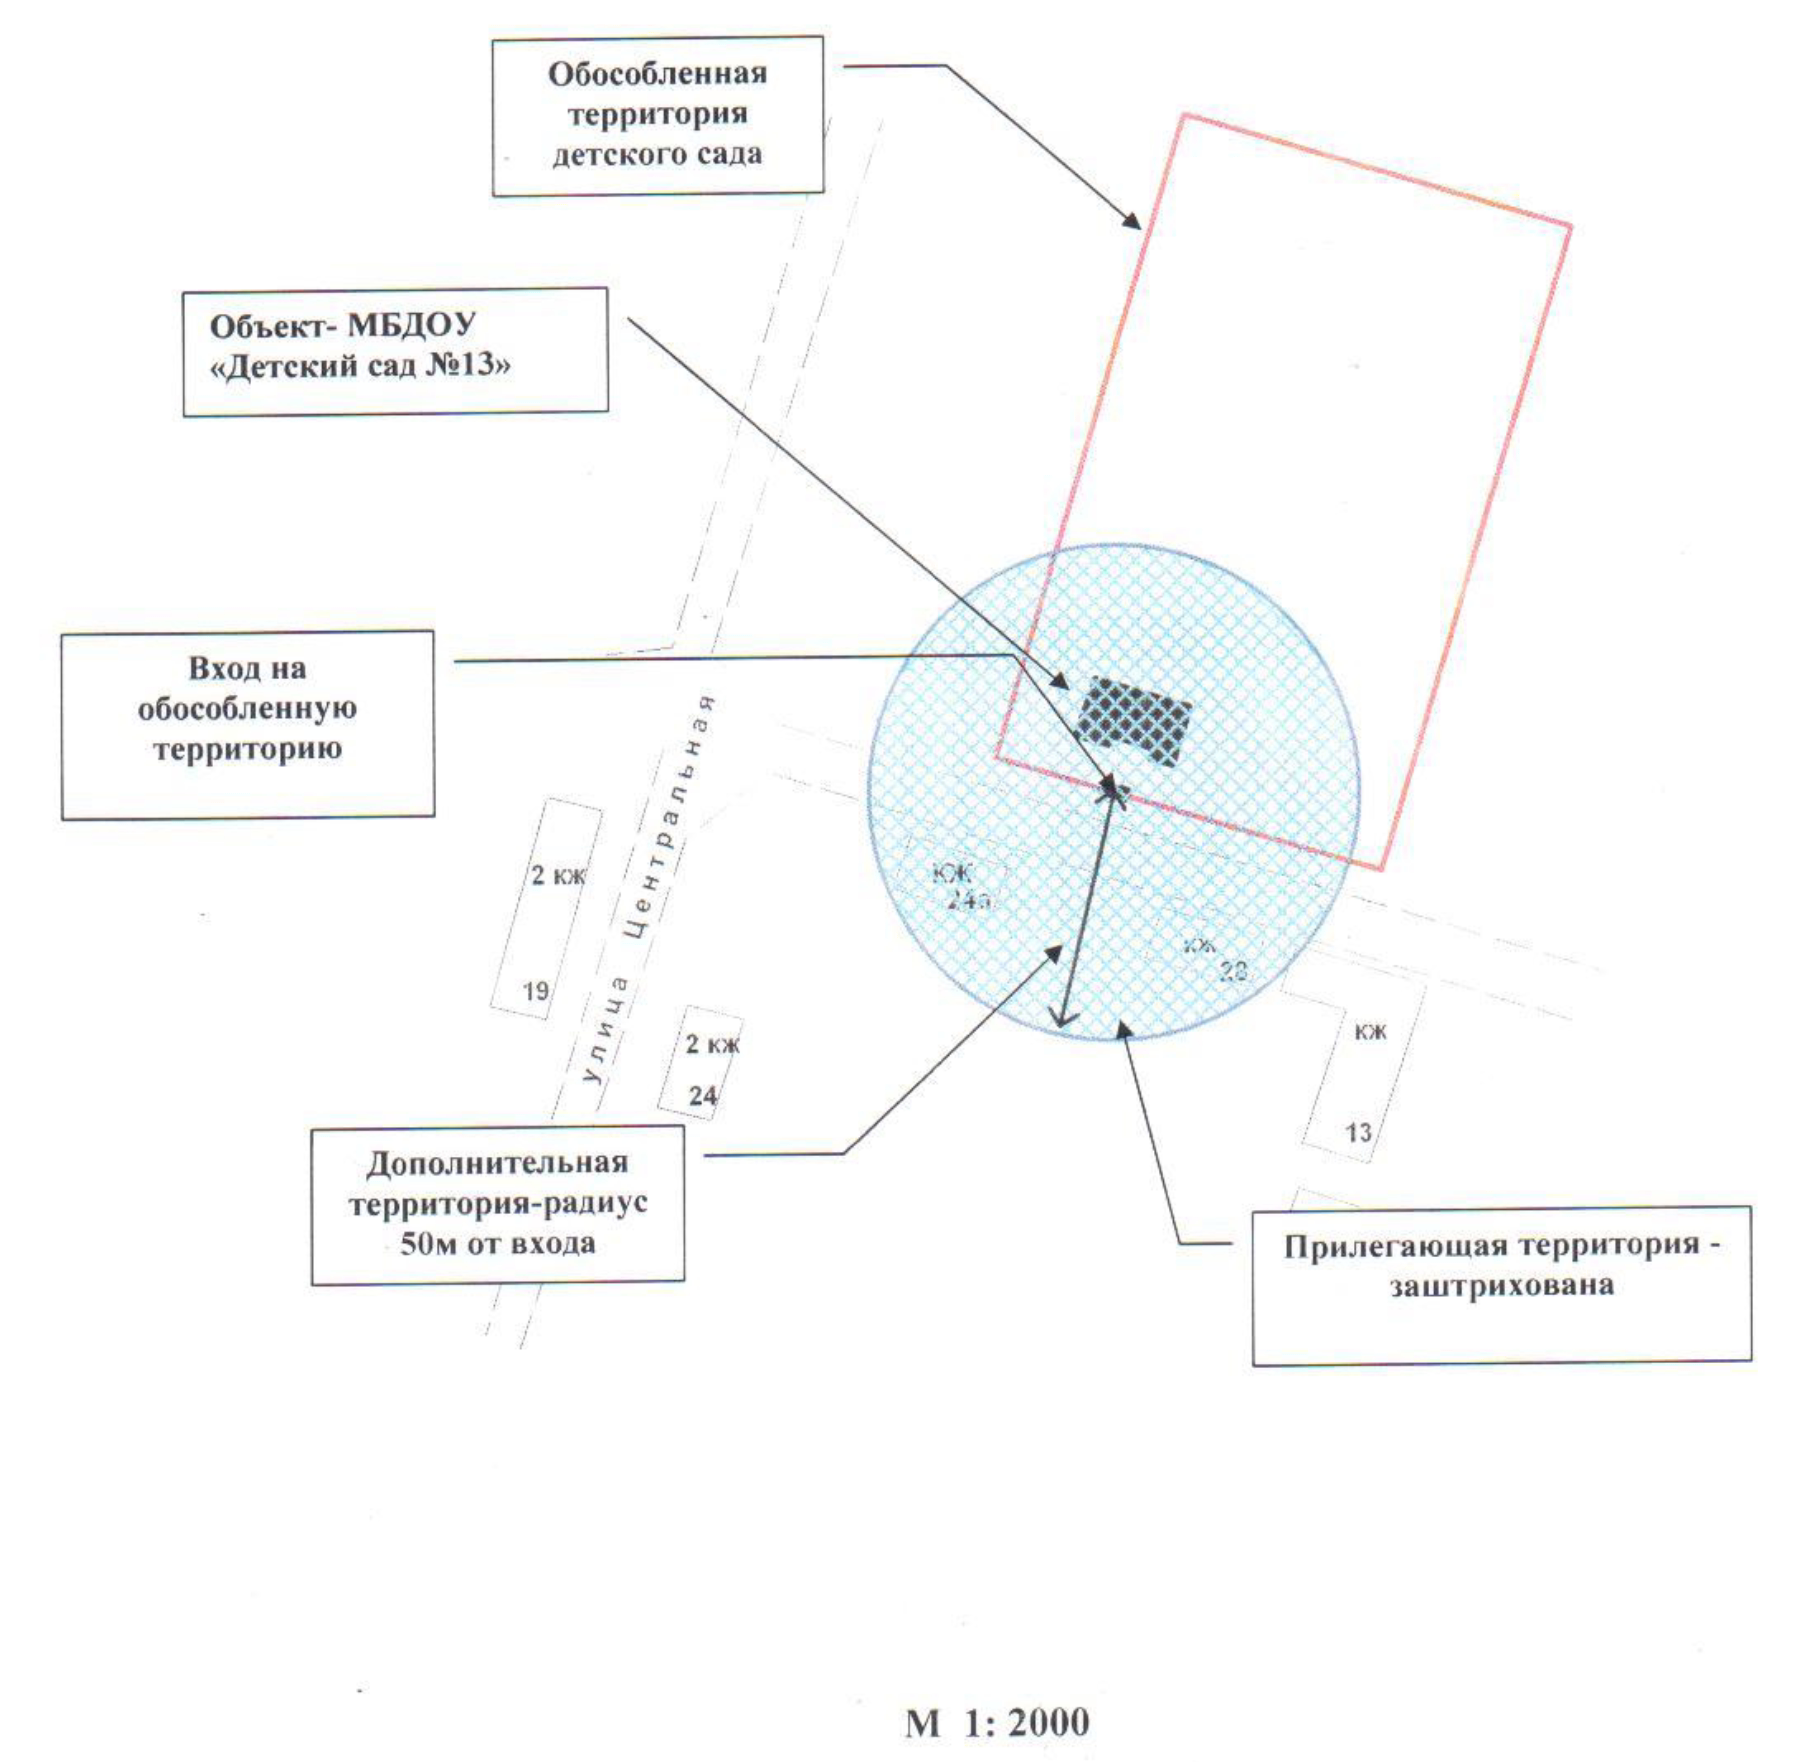 Обособленная
территория
детского сада
Объект- МБДОУ
«Детский сад №13»
Вход на
обособленную
территорию
улица Центральная
2 кж
19
2 кж
24
КЖ
24а
кж
28
кж
13
Дополнительная
территория-радиус
50м от входа
Прилегающая территория -
заштрихована
М 1: 2000